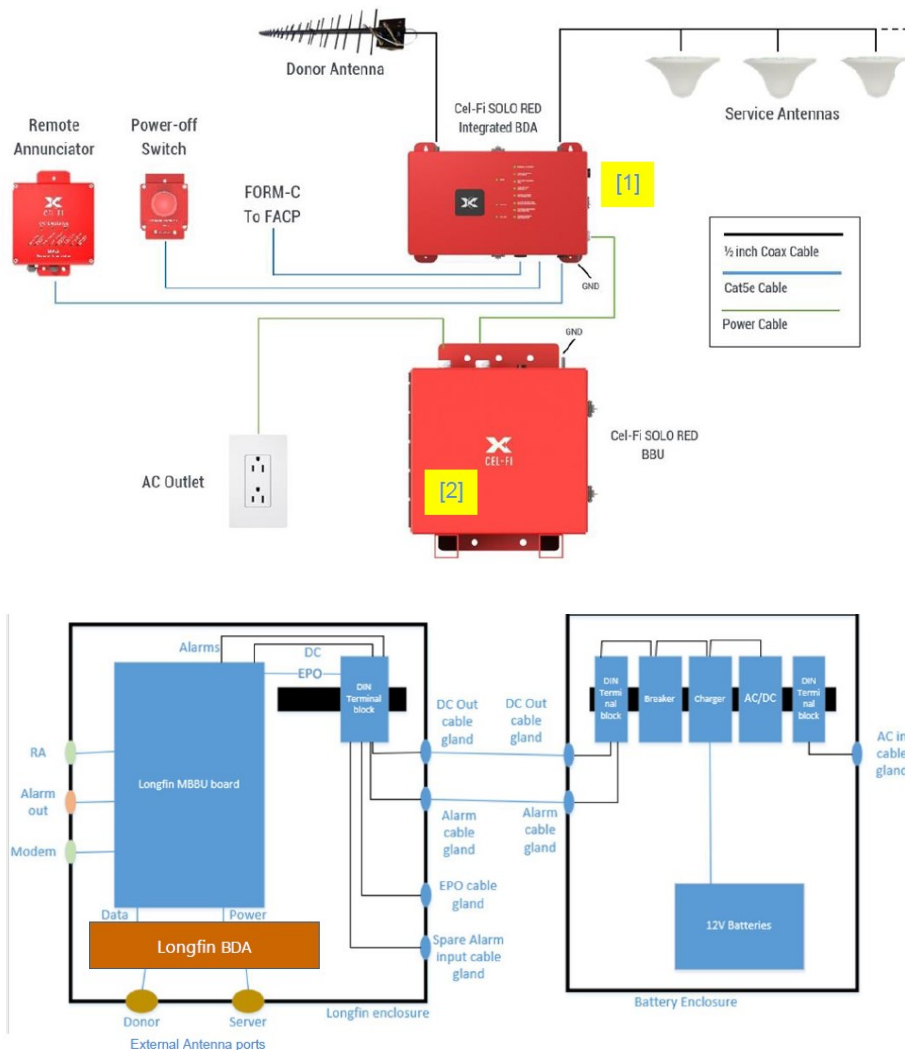 Donor Antenna
Cel-Fi SOLO RED
Integrated BDA
Service Antennas
Remote
Annunciator
Power-off
Switch
FORM-C
To FACP
[1]
CEL-FI
GND
½ inch Coax Cable
Cat5e Cable
Power Cable
GND
AC Outlet
CEL-FI
[2]
Cel-Fi SOLO RED
BBU
Alarms
DC
EPO
DIN
Terminal
block
Longfin MBBU board
RA
Alarm
out
Modem
Data
Power
Longfin BDA
Donor
Server
External Antenna ports
Longfin enclosure
DC Out
cable
gland
Alarm
cable
gland
EPO cable
gland
Spare Alarm
input cable
gland
DC Out
cable
gland
Alarm
cable
gland
DIN
Termi
nal
block
Breaker
Charger
AC/DC
DIN
Termi
nal
block
AC in
cable
gland
12V Batteries
Battery Enclosure